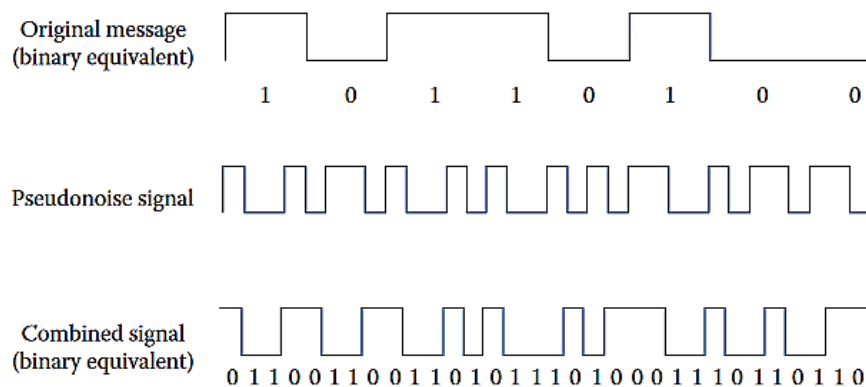 Original message
(binary equivalent)
1 0 1 1 0 1 0 0
Pseudonoise signal
Combined signal
(binary equivalent)
0 1 1 0 0 1 1 0 0 1 1 0 1 0 1 1 1 0 1 0 0 0 1 1 1 0 1 1 0 1 1 0